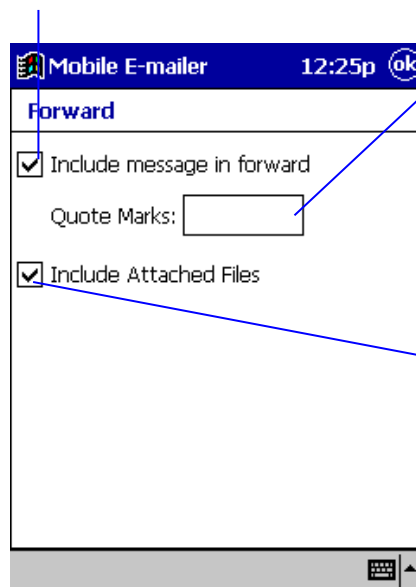 Mobile E-mailer 12:25p ok
Forward
Include message in forward
Quote Marks:
Include Attached Files